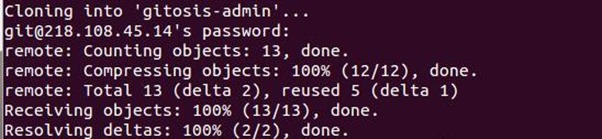 Cloning into 'gitosis-admin'...
git@218.108.45.14's password:
remote: Counting objects: 13, done.
remote: Compressing objects: 100% (12/12), done.
remote: Total 13 (delta 2), reused 5 (delta 1)
Receiving objects: 100% (13/13), done.
Resolving deltas: 100% (2/2), done.